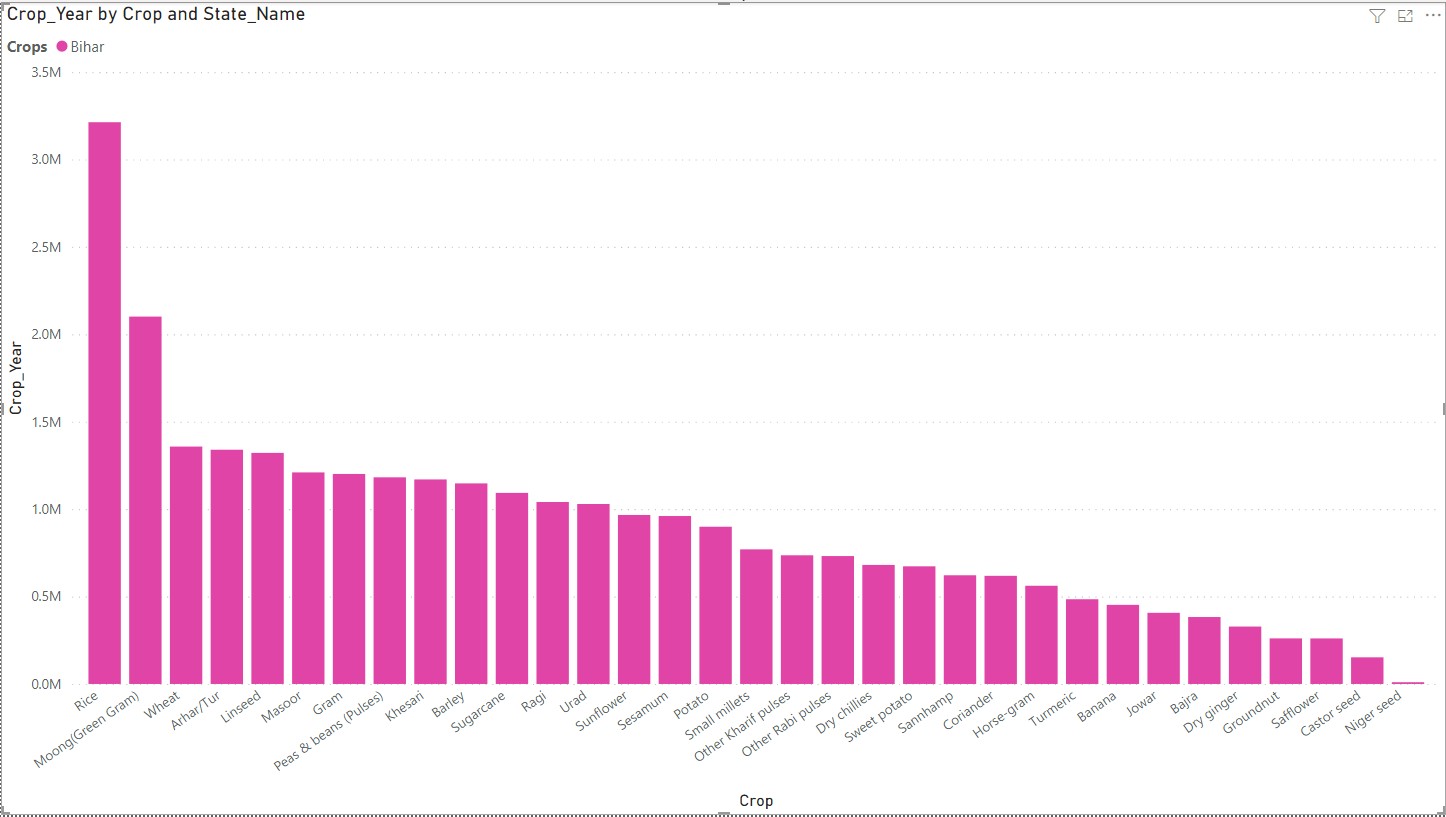 Crop_Year by Crop and State_Name
Crops Bihar
3.5M
3.0M
2.5M
2.0M
1.5M
1.0M
0.5M
0.0M
Crop_Year
Rice
Moong(Green Gram)
Wheat
Arhar/Tur
Linseed
Masoor
Gram
Peas & beans (Pulses)
Khesari
Barley
Sugarcane
Ragi
Urad
Sunflower
Sesamum
Potato
Small millets
Other Kharif pulses
Other Rabi pulses
Dry chillies
Sweet potato
Sannhamp
Coriander
Horse-gram
Turmeric
Banana
Jowar
Bajra
Dry ginger
Groundnut
Safflower
Castor seed
Niger seed
Crop